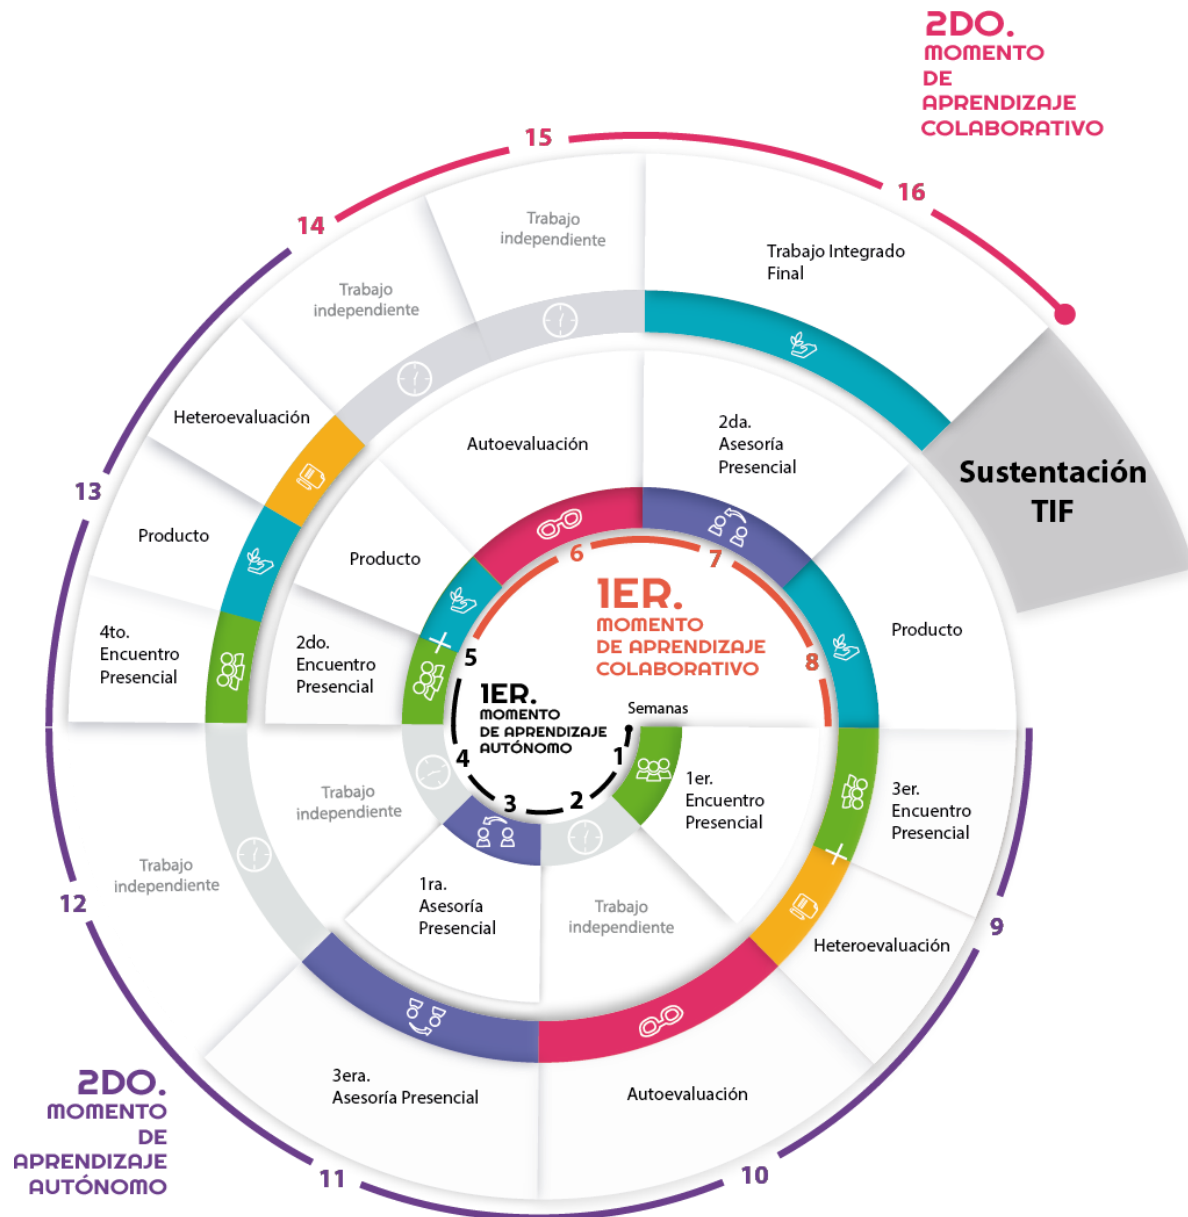 2DO.
MOMENTO
DE
APRENDIZAJE
COLABORATIVO
15
16
14
Trabajo
independiente
Trabajo Integrado
Final
Trabajo
independiente
Heteroevaluación
Autoevaluación
2da.
Asesoría
Presencial
Sustentación
TIF
13
Producto
Producto
6
7
1ER.
MOMENTO
DE APRENDIZAJE
COLABORATIVO
Producto
4to.
Encuentro
Presencial
2do.
Encuentro
Presencial
5
8
1ER.
MOMENTO
DE APRENDIZAJE
AUTÓNOMO
Semanas
4
1
3
2
1er.
Encuentro
Presencial
3er.
Encuentro
Presencial
Trabajo
independiente
Trabajo
independiente
12
1ra.
Asesoría
Presencial
Trabajo
independiente
9
Heteroevaluación
3era.
Asesoría Presencial
Autoevaluación
2DO.
MOMENTO
DE
APRENDIZAJE
AUTÓNOMO
11
10